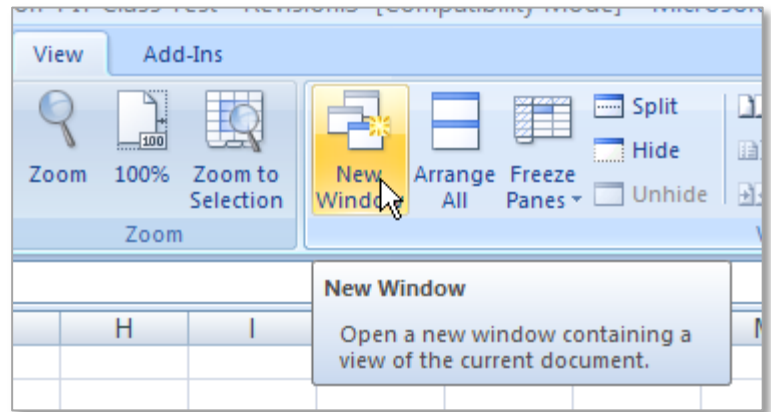 View Add-Ins
Zoom 100% Zoom to Selection
New Window Arrange All Freeze Panes
Split
Hide
Unhide
100
Zoom
New Window
Open a new window containing a
view of the current document.
H I